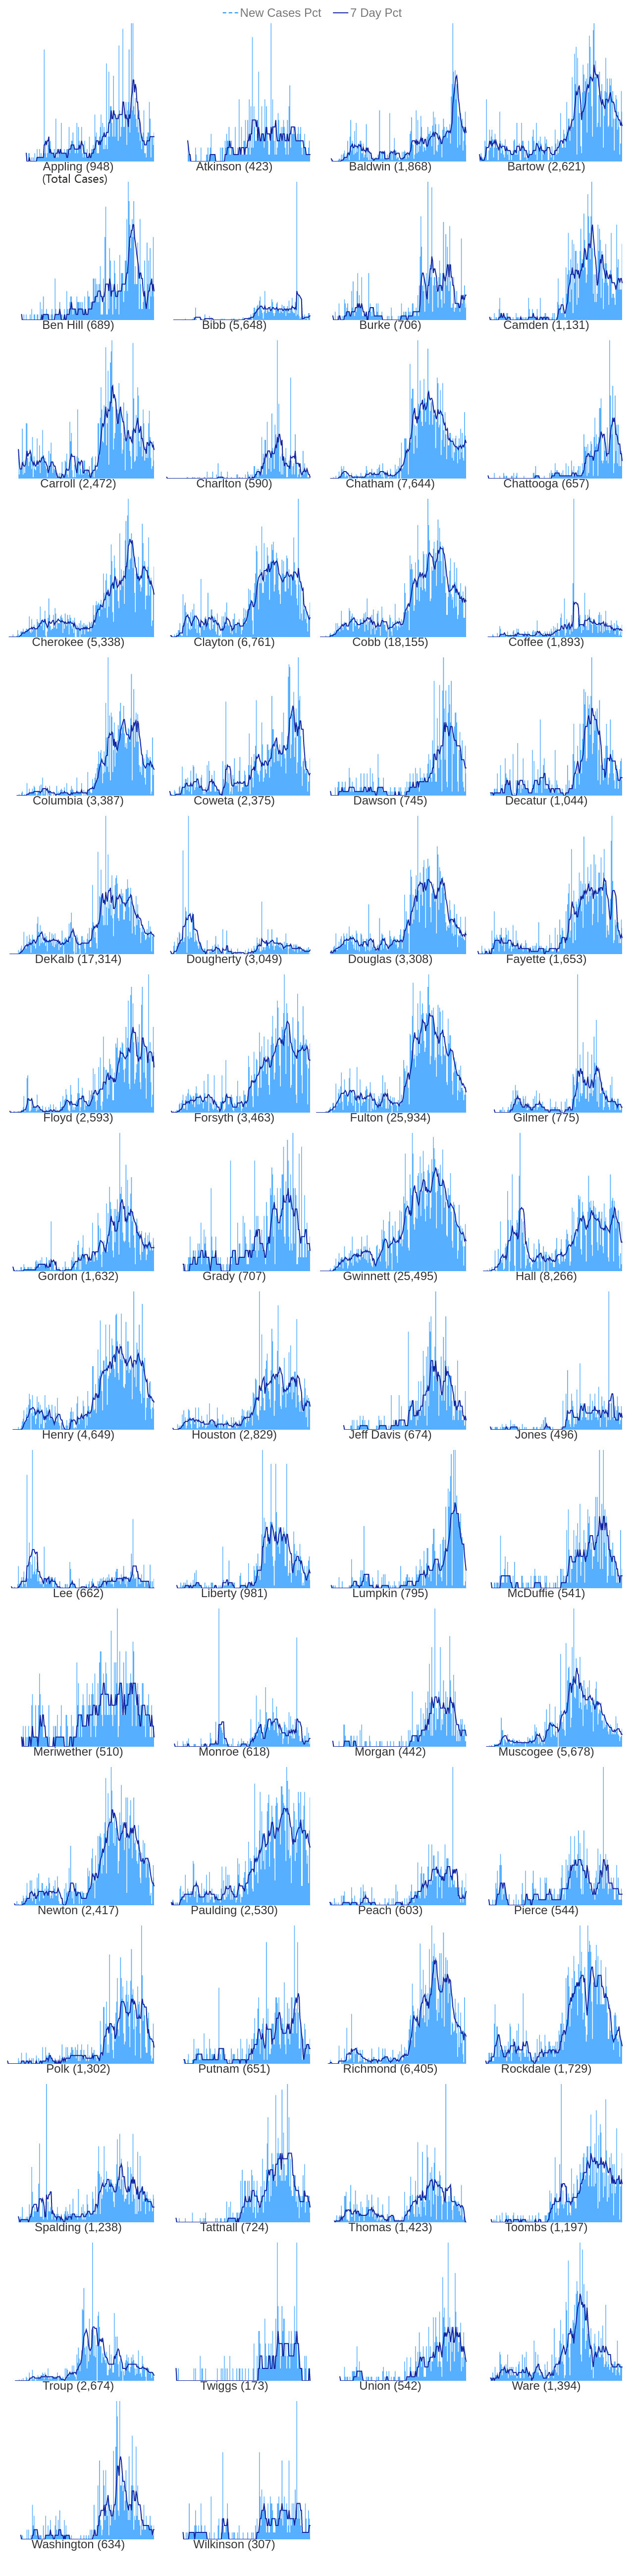 New Cases Pct 7 Day Pct
Appling (948) Atkinson (423) Baldwin (1,868) Bartow (2,621)
(Total Cases)
Ben Hill (689) Bibb (5,648) Burke (706) Camden (1,131)
Carroll (2,472) Charlton (590) Chatham (7,644) Chattooga (657)
Cherokee (5,338) Clayton (6,761) Cobb (18,155) Coffee (1,893)
Columbia (3,387) Coweta (2,375) Dawson (745) Decatur (1,044)
DeKalb (17,314) Dougherty (3,049) Douglas (3,308) Fayette (1,653)
Floyd (2,593) Forsyth (3,463) Fulton (25,934) Gilmer (775)
Gordon (1,632) Grady (707) Gwinnett (25,495) Hall (8,266)
Henry (4,649) Houston (2,829) Jeff Davis (674) Jones (496)
Lee (662) Liberty (981) Lumpkin (795) McDuffie (541)
Meriwether (510) Monroe (618) Morgan (442) Muscogee (5,678)
Newton (2,417) Paulding (2,530) Peach (603) Pierce (544)
Polk (1,302) Putnam (651) Richmond (6,405) Rockdale (1,729)
Spalding (1,238) Tattnall (724) Thomas (1,423) Toombs (1,197)
Troup (2,674) Twiggs (173) Union (542) Ware (1,394)
Washington (634) Wilkinson (307)